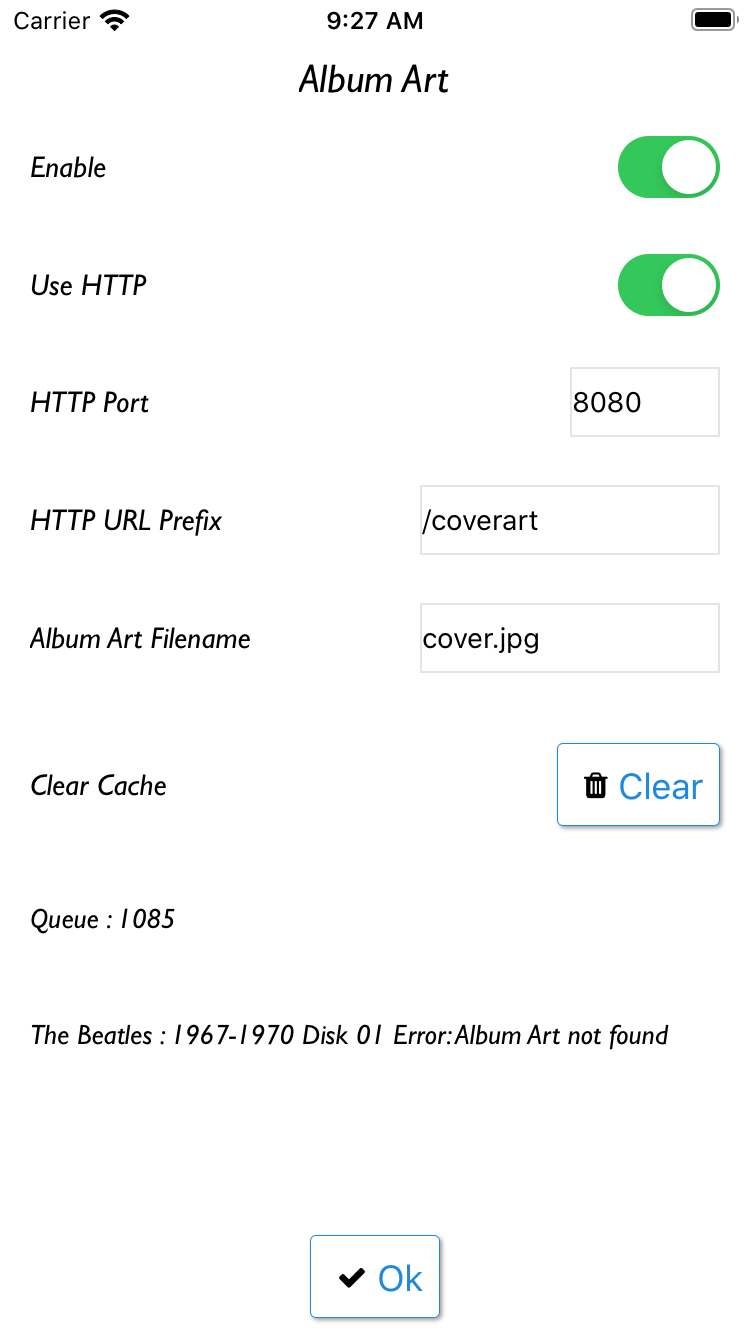 Carrier 9:27 AM
Album Art
Enable
Use HTTP
HTTP Port 8080
HTTP URL Prefix /coverart
Album Art Filename cover.jpg
Clear Cache Clear
Queue : 1085
The Beatles : 1967-1970 Disk 01 Error:Album Art not found
Ok